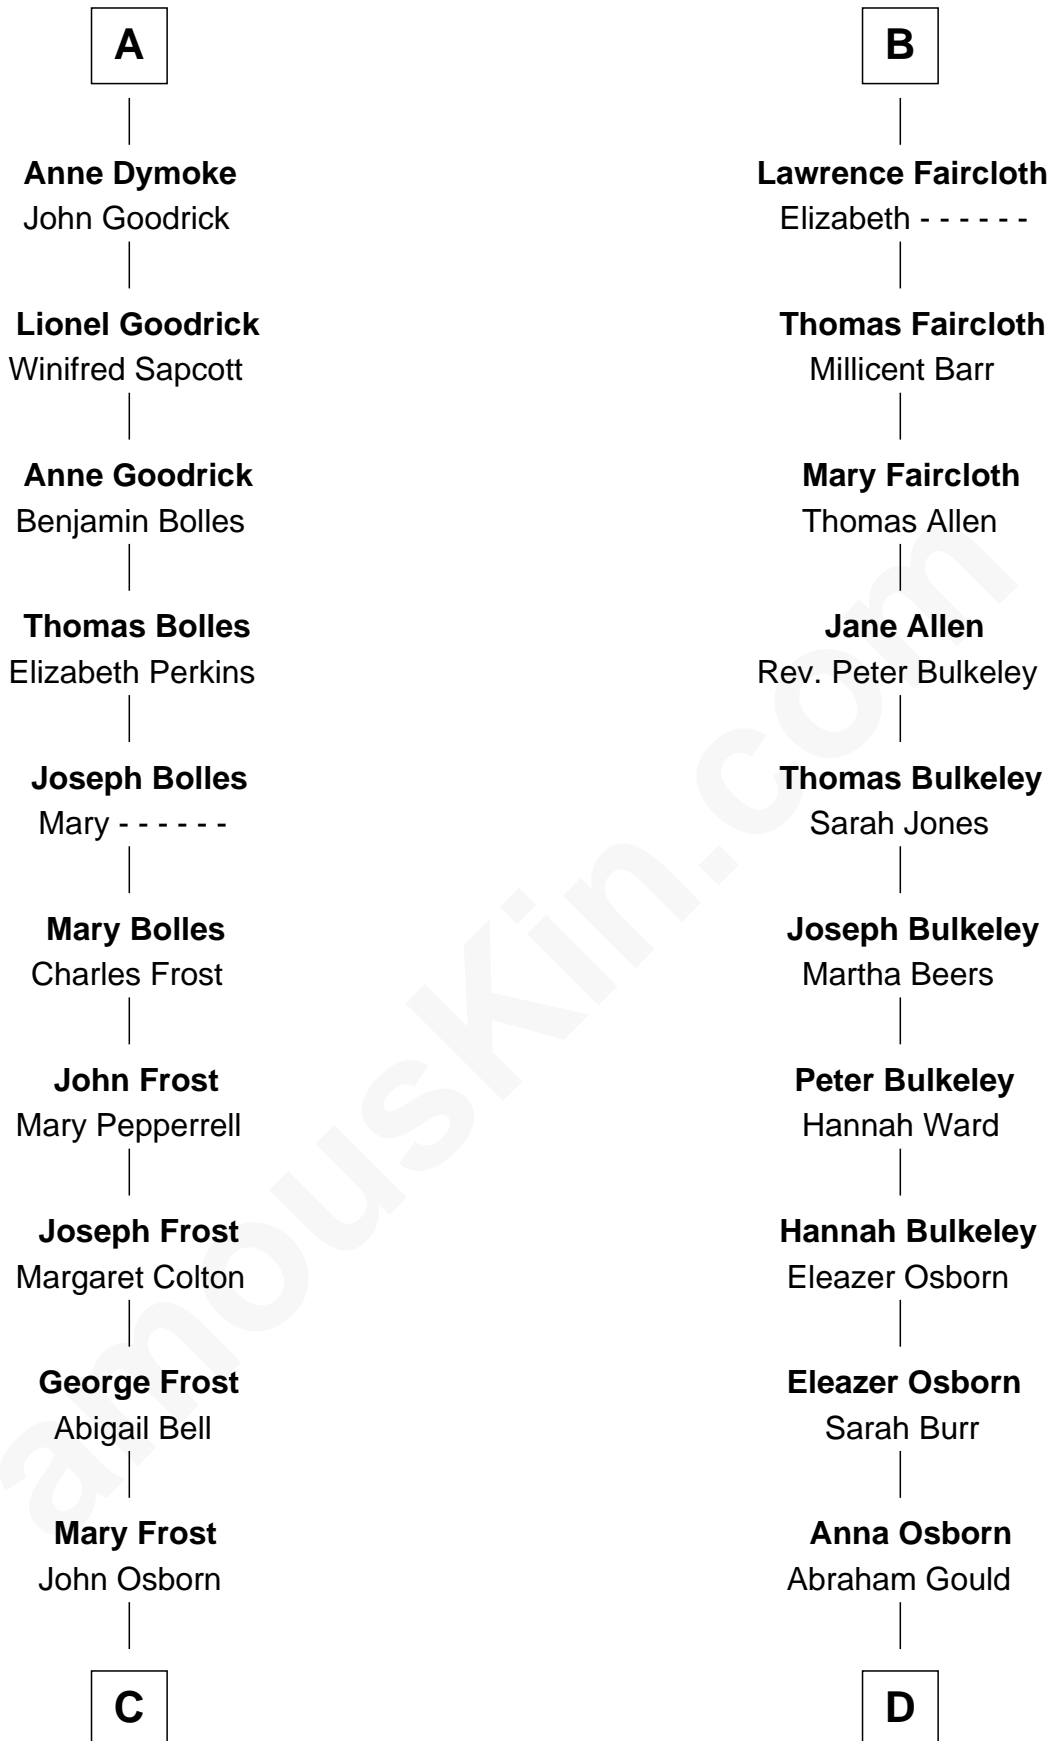 A
Anne Dymoke
John Goodrick
Lionel Goodrick
Winifred Sapcott
Anne Goodrick
Benjamin Bolles
Thomas Bolles
Elizabeth Perkins
Joseph Bolles
Mary - - - - - -
Mary Bolles
Charles Frost
John Frost
Mary Pepperrell
Joseph Frost
Margaret Colton
George Frost
Abigail Bell
Mary Frost
John Osborn
C
B
Lawrence Faircloth
Elizabeth - - - - - -
Thomas Faircloth
Millicent Barr
Mary Faircloth
Thomas Allen
Jane Allen
Rev. Peter Bulkeley
Thomas Bulkeley
Sarah Jones
Joseph Bulkeley
Martha Beers
Peter Bulkeley
Hannah Ward
Hannah Bulkeley
Eleazer Osborn
Eleazer Osborn
Sarah Burr
Anna Osborn
Abraham Gould
D
amouskin.com